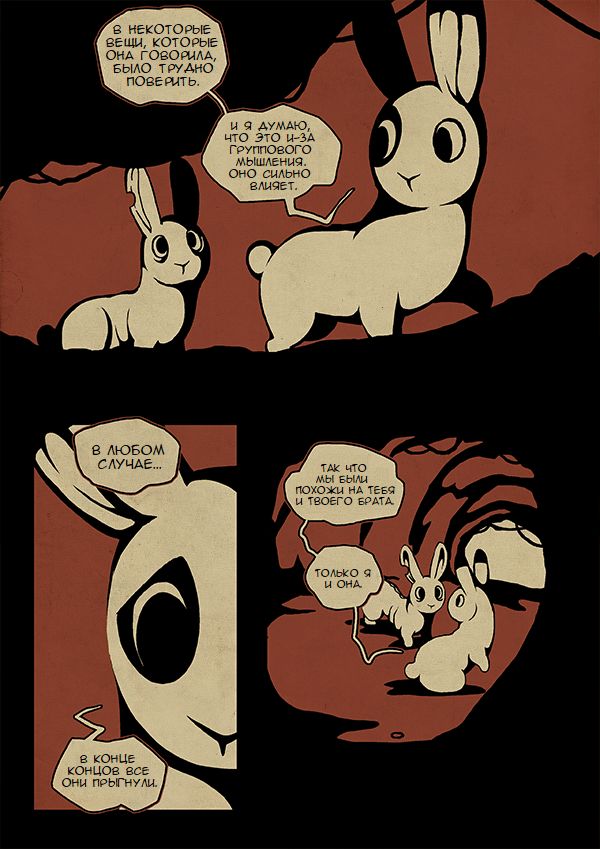 В НЕКОТОРЫЕ
ВЕЩИ, КОТОРЫЕ
ОНА ГОВОРИЛА,
БЫЛО ТРУДНО
ПОВЕРИТЬ.
И Я ДУМАЮ,
ЧТО ЭТО И-ЗА
ГРУППОВОГО
МЫШЛЕНИЯ.
ОНО СИЛЬНО
ВЛИЯЕТ.
В ЛЮБОМ
СЛУЧАЕ...
В КОНЦЕ
КОНЦОВ ВСЕ
ОНИ ПРЫГНУЛИ.
ТАК ЧТО
МЫ БЫЛИ
ПОХОЖИ НА ТЕБЯ
И ТВОЕГО БРАТА.
ТОЛЬКО Я
И ОНА.